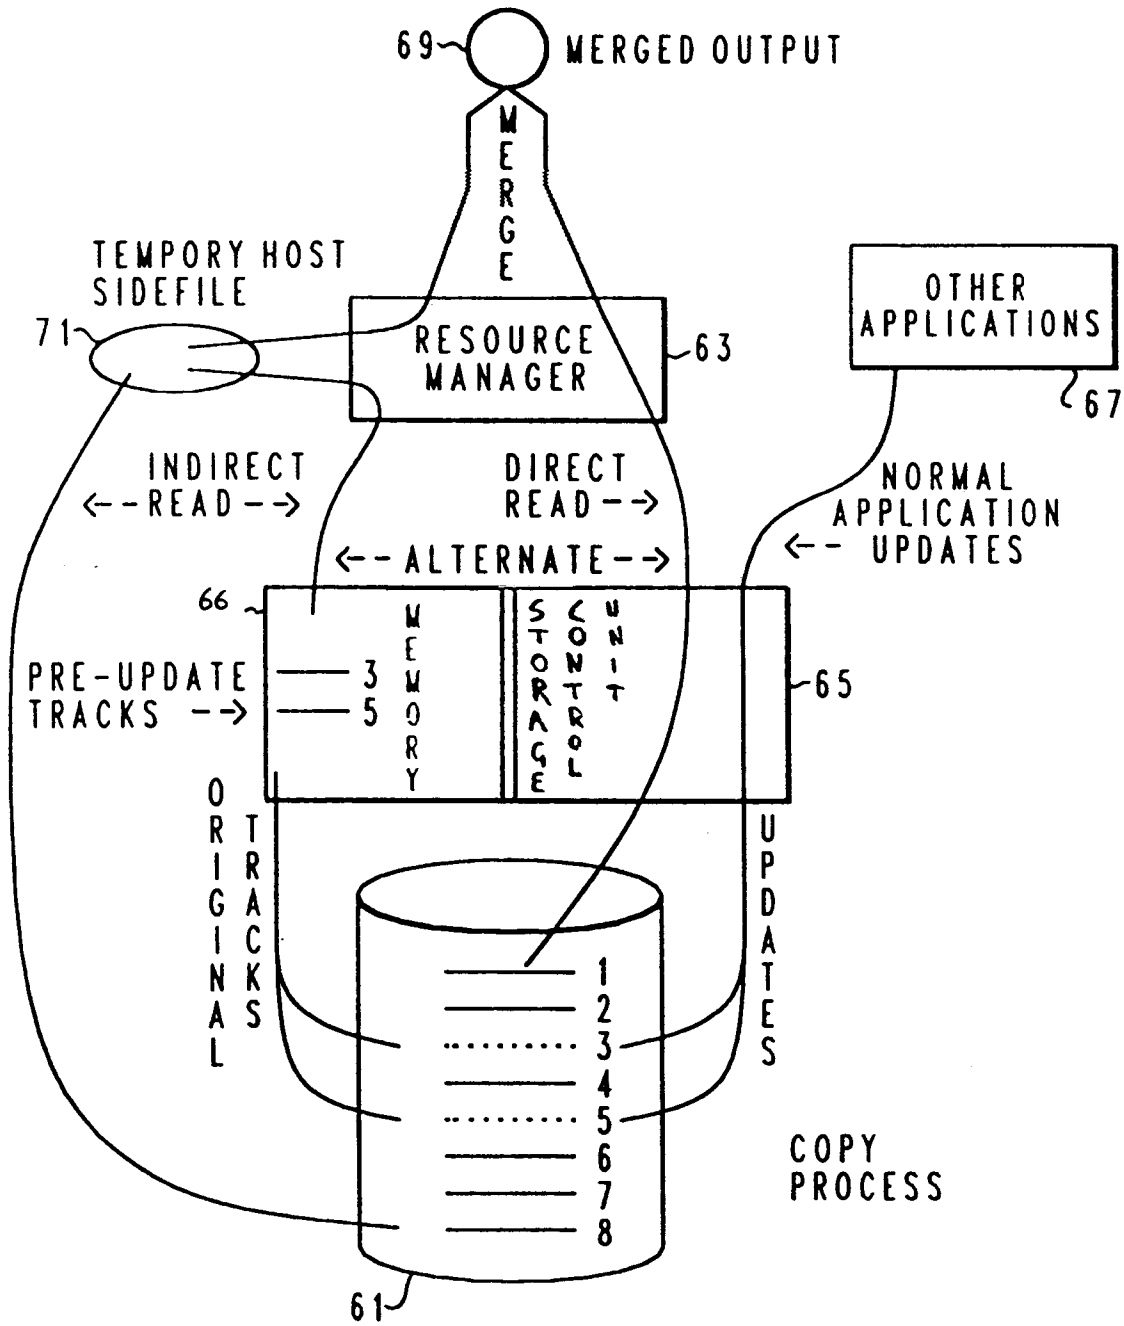 69
MERGED OUTPUT
MERGE
TEMPORY HOST
SIDEFILE
71
RESOURCE
MANAGER
63
OTHER
APPLICATIONS
67
INDIRECT
<--READ-->
DIRECT
READ-->
NORMAL
APPLICATION
<-- UPDATES
<--ALTERNATE-->
66
MEMORY
STORAGE
CONTROL
UNIT
65
PRE-UPDATE
TRACKS -->
3
5
ORIGINAL
TRACKS
UPDATES
1
2
3
4
5
6
7
8
COPY
PROCESS
61